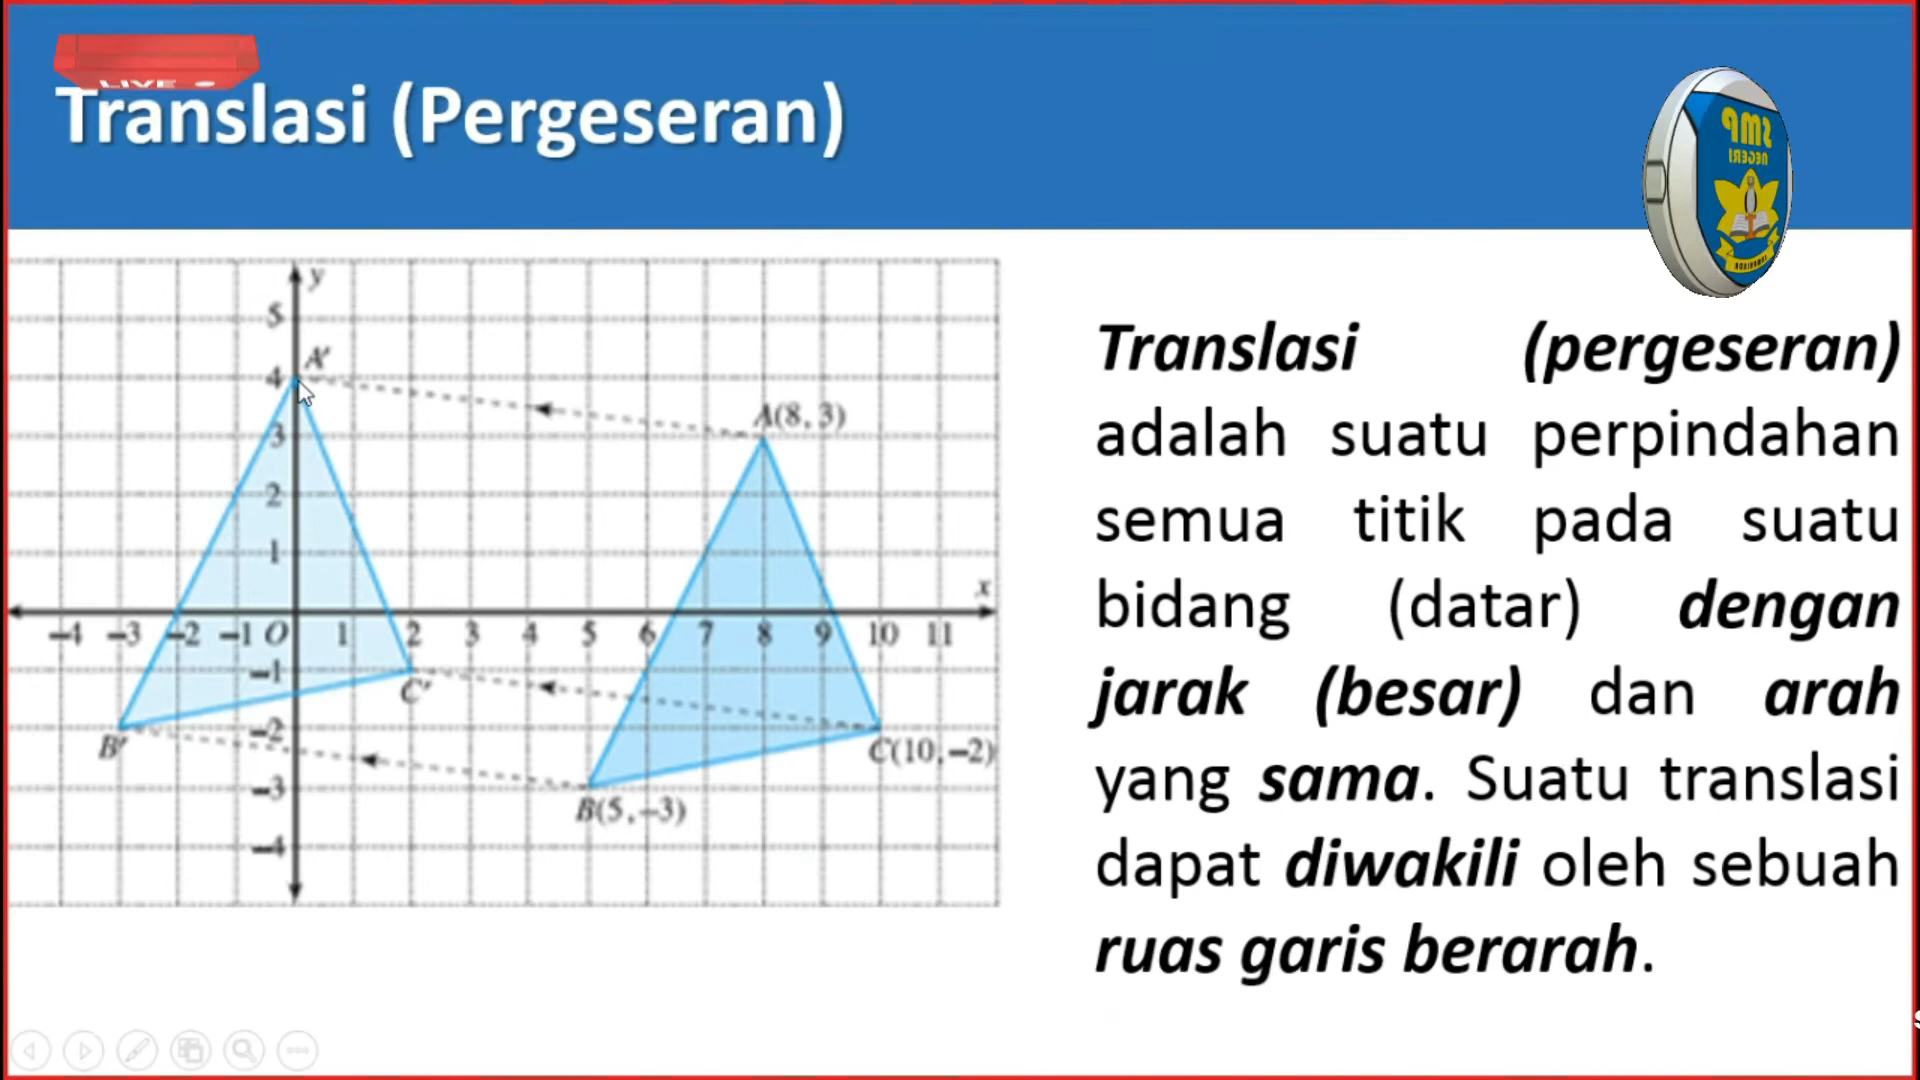 LIVE
Translasi (Pergeseran)
SMP
NEGERI
y
5
A'
4
A(8, 3)
3
2
1
x
-4 -3 -2 -1 O 1 2 3 4 5 6 7 8 9 10 11
-1
C'
-2
B'
C(10, -2)
-3
B(5, -3)
-4
Translasi (pergeseran)
adalah suatu perpindahan
semua titik pada suatu
bidang (datar) dengan
jarak (besar) dan arah
yang sama. Suatu translasi
dapat diwakili oleh sebuah
ruas garis berarah.